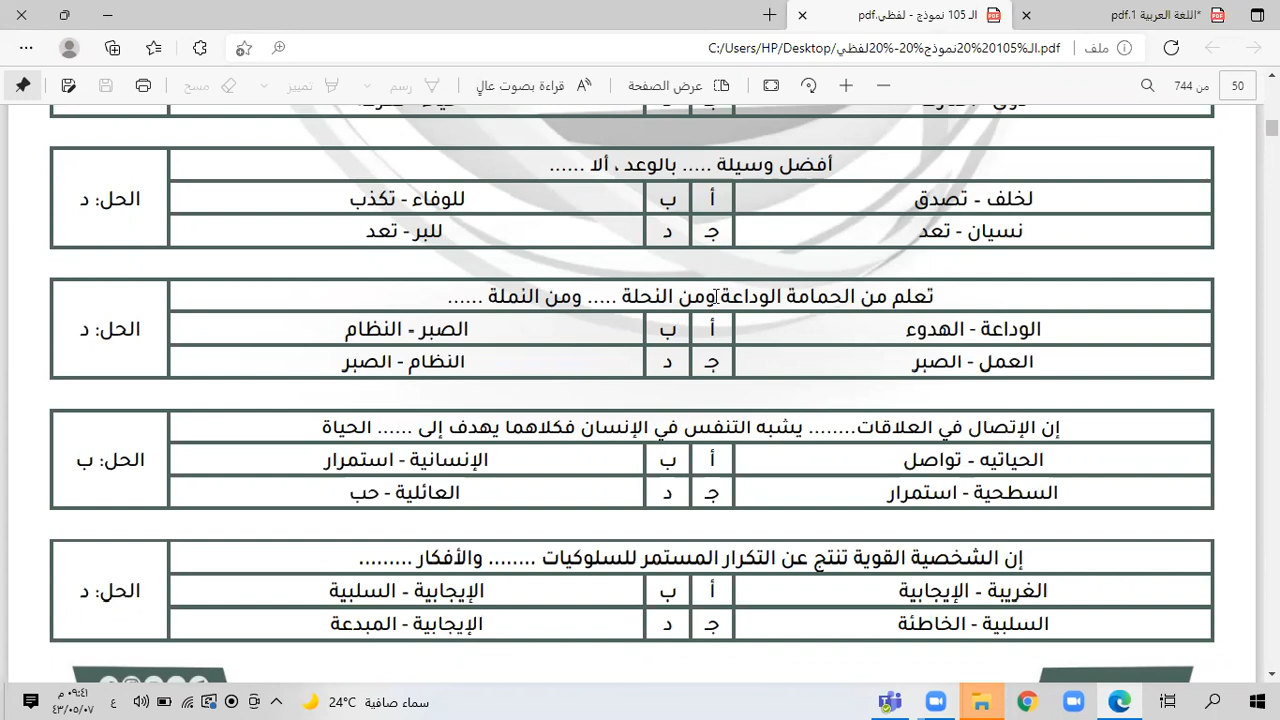 اللغة العربية 1.pdf*
الـ 105 نموذج - لفظي.pdf
ملف
C:/Users/HP/Desktop/الـ%20105%20نموذج%20-%20لفظي.pdf
50
من 744
عرض الصفحة
قراءة بصوت عالٍ
رسم
تمييز
مسح
أفضل وسيلة ..... بالوعد ، ألا ......
لخلف - تصدق
أ
ب
للوفاء - تكذب
نسيان - تعد
جـ
د
للبر - تعد
الحل: د
تعلم من الحمامة الوداعة ومن النحلة ..... ومن النملة ......
الوداعة - الهدوء
أ
ب
الصبر - النظام
العمل - الصبر
جـ
د
النظام - الصبر
الحل: د
إن الإتصال في العلاقات........ يشبه التنفس في الإنسان فكلاهما يهدف إلى ...... الحياة
الحياتيه - تواصل
أ
ب
الإنسانية - استمرار
السطحية - استمرار
جـ
د
العائلية - حب
الحل: ب
إن الشخصية القوية تنتج عن التكرار المستمر للسلوكيات ........ والأفكار .........
الغريبة - الإيجابية
أ
ب
الإيجابية - السلبية
السلبية - الخاطئة
جـ
د
الإيجابية - المبدعة
الحل: د
24°C سماء صافية
ع
٠٩:٤١ م
٤٣/٠٥/٠٧